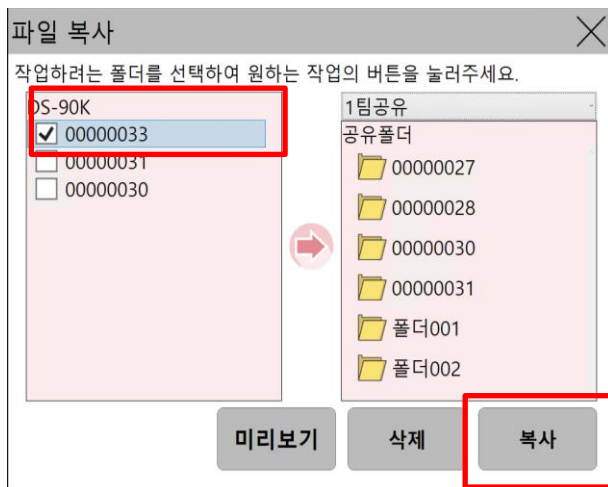 파일 복사
작업하려는 폴더를 선택하여 원하는 작업의 버튼을 눌러주세요.
DS-90K
00000033
00000031
00000030
1팀공유
공유폴더
00000027
00000028
00000030
00000031
폴더001
폴더002
미리보기
삭제
복사